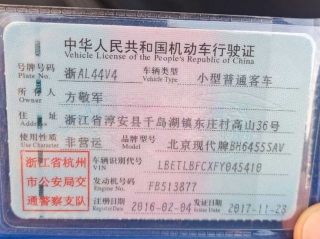 中华人民共和国机动车行驶证
Vehicle License of the People's Republic of China
号牌号码 浙AL44V4 车辆类型 小型普通客车
Plate No. Vehicle Type
所有人 方敬军
Owner
住址 浙江省淳安县千岛湖镇东庄村高山36号
Address
使用性质 非营运 品牌型号 北京现代牌BH6455SAV
Use Character Model
浙江省杭州市公安局交通警察支队
车辆识别代号 LBETLBFCXFY045410
VIN
发动机号码 FB513877
Engine No.
注册日期 2016-02-04 发证日期 2017-11-28
Register Date Issue Date